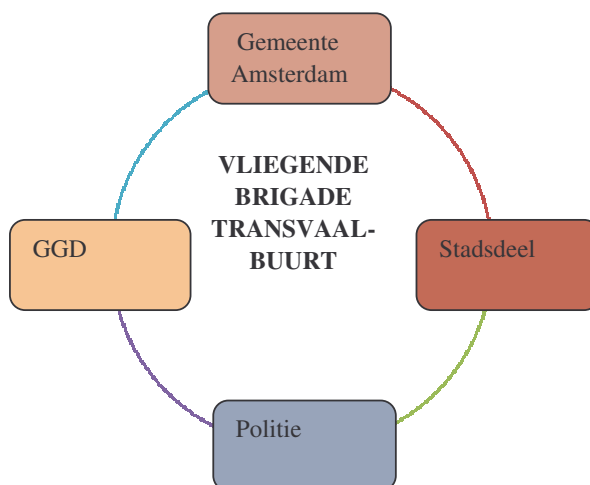 Gemeente
Amsterdam
VLIEGENDE
BRIGADE
TRANSVAAL-
BUURT
GGD
Stadsdeel
Politie